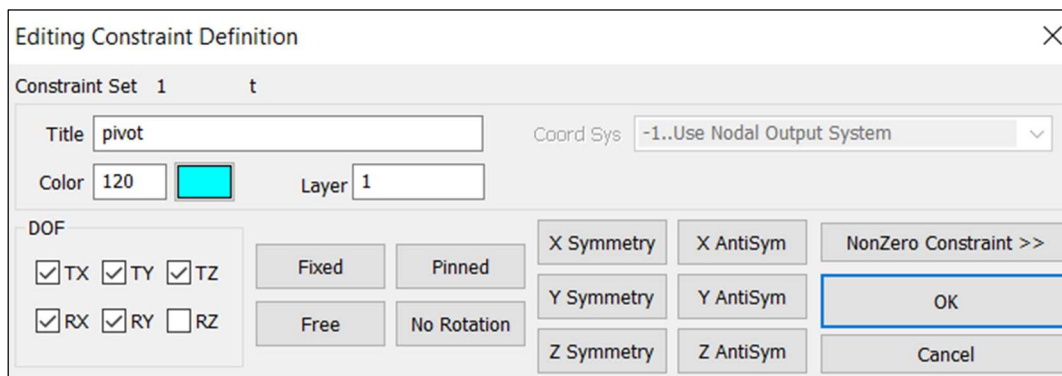 Editing Constraint Definition
Constraint Set 1 t
Title pivot Coord Sys -1..Use Nodal Output System
Color 120 Layer 1
DOF
TX TY TZ
RX RY RZ
Fixed Pinned
Free No Rotation
X Symmetry X AntiSym
Y Symmetry Y AntiSym
Z Symmetry Z AntiSym
NonZero Constraint >>
OK
Cancel